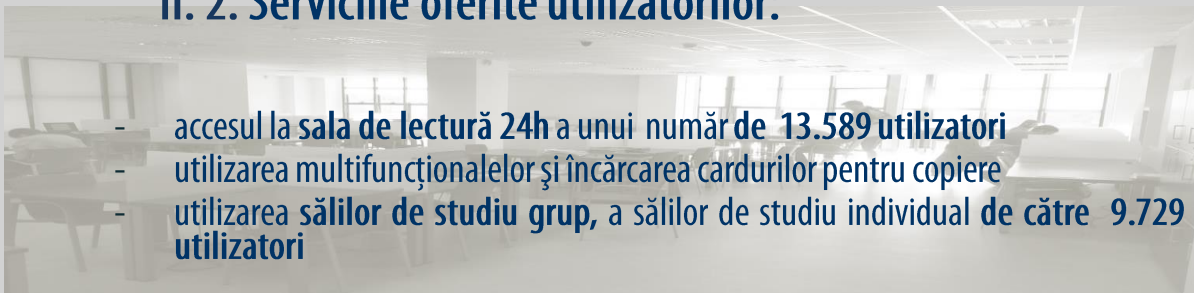 II. 2. Serviciile oferite utilizatorilor:
- accesul la sala de lectură 24h a unui număr de 13.589 utilizatori
- utilizarea multifuncţionalelor şi încărcarea cardurilor pentru copiere
- utilizarea sălilor de studiu grup, a sălilor de studiu individual de către 9.729
utilizatori